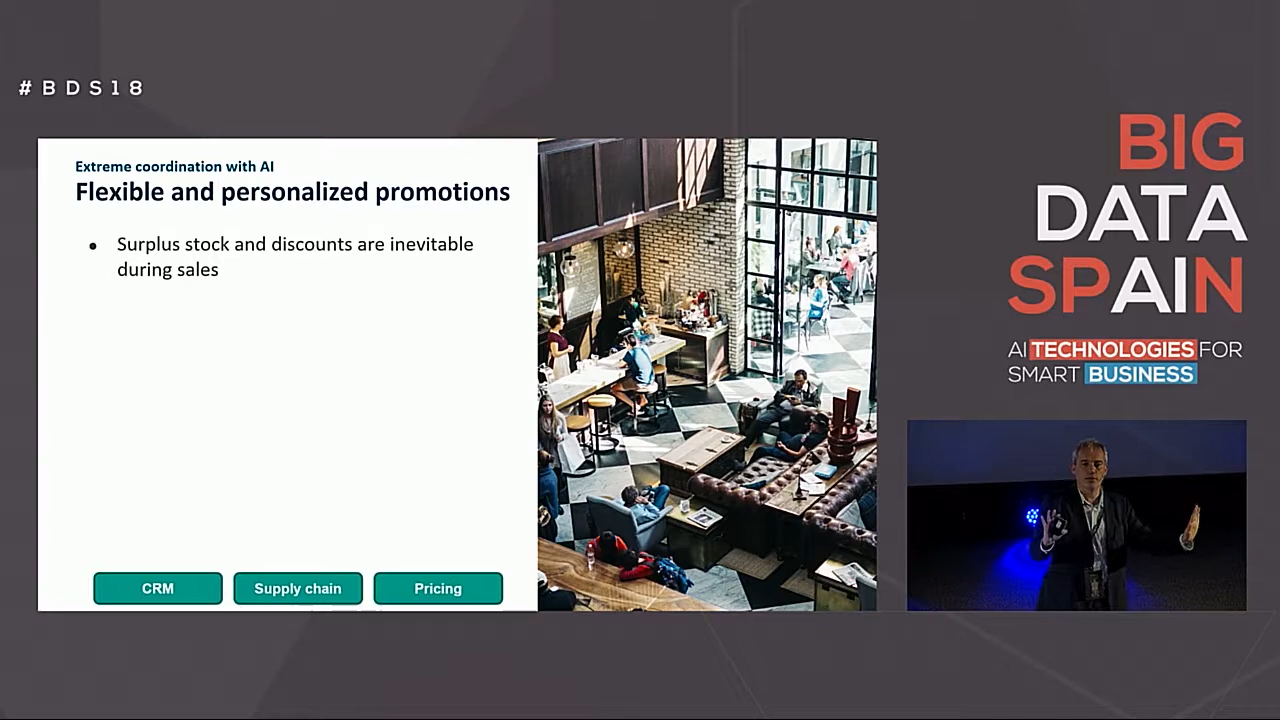 #BDS18
Extreme coordination with AI
Flexible and personalized promotions
● Surplus stock and discounts are inevitable
during sales
CRM
Supply chain
Pricing
BIG
DATA
SPAIN
AI TECHNOLOGIES FOR
SMART BUSINESS